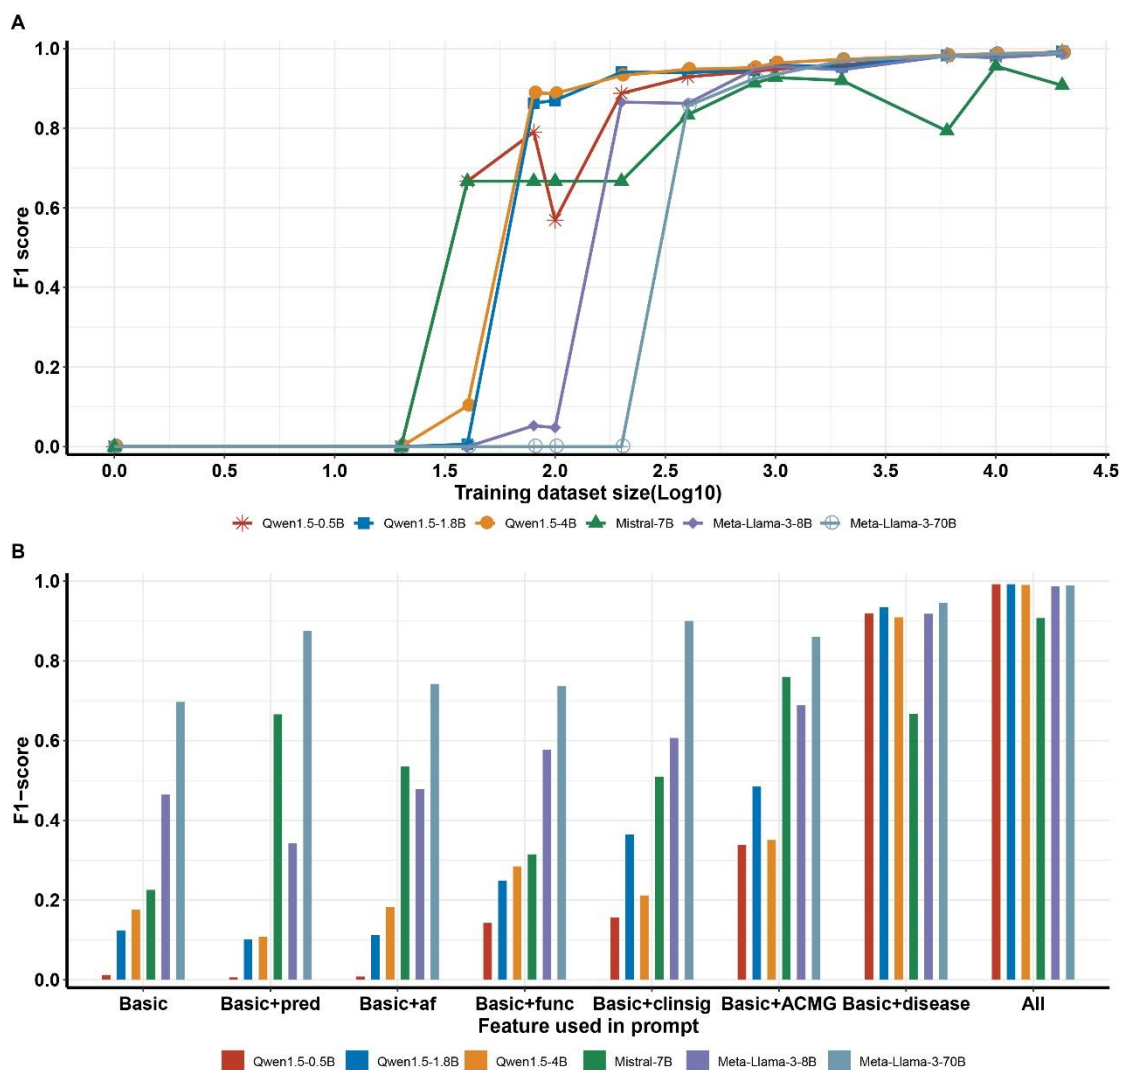 A
1.0
0.8
0.6
0.4
0.2
0.0
F1 score
0.0 0.5 1.0 1.5 2.0 2.5 3.0 3.5 4.0 4.5
Training dataset size(Log10)
Qwen1.5-0.5B Qwen1.5-1.8B Qwen1.5-4B Mistral-7B Meta-Llama-3-8B Meta-Llama-3-70B
B
1.0
0.8
0.6
0.4
0.2
0.0
F1-score
Basic Basic+pred Basic+af Basic+func Basic+clinsig Basic+ACMG Basic+disease All
Feature used in prompt
Qwen1.5-0.5B Qwen1.5-1.8B Qwen1.5-4B Mistral-7B Meta-Llama-3-8B Meta-Llama-3-70B